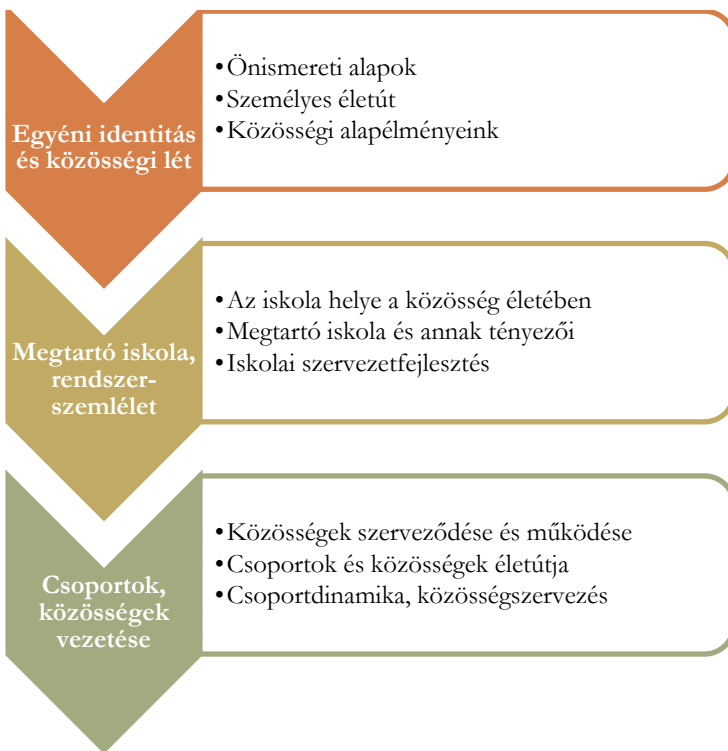 Egyéni identitás
és közösségi lét
•Önismereti alapok
•Személyes életút
•Közösségi alapélményeink
Megtartó iskola,
rendszer-
szemlélet
•Az iskola helye a közösség életében
•Megtartó iskola és annak tényezői
•Iskolai szervezetfejlesztés
Csoportok,
közösségek
vezetése
•Közösségek szerveződése és működése
•Csoportok és közösségek életútja
•Csoportdinamika, közösségszervezés